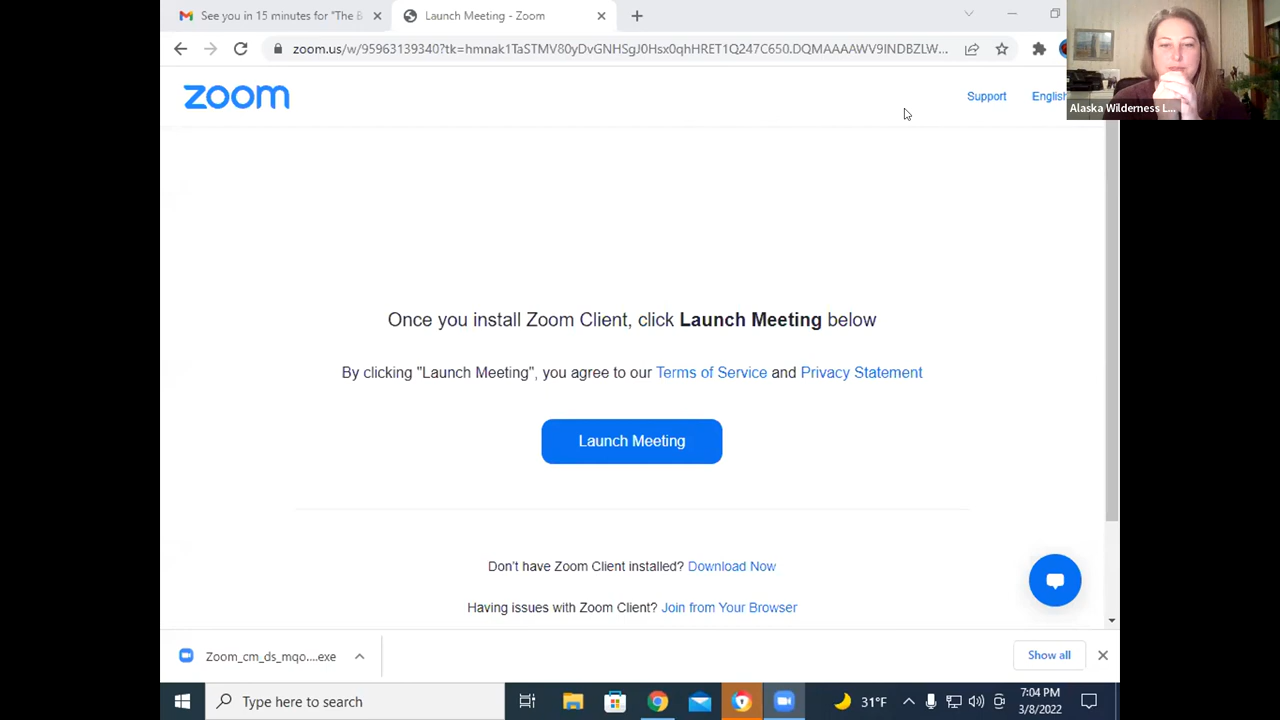 See you in 15 minutes for "The B
Launch Meeting - Zoom
zoom.us/w/95963139340?tk=hmnak1TaSTMV80yDvGNHSgJ0Hsx0qhHRET1Q247C650.DQMAAAAWV9INDBZLW...
zoom
Support
English
Alaska Wilderness L...
Once you install Zoom Client, click Launch Meeting below
By clicking "Launch Meeting", you agree to our Terms of Service and Privacy Statement
Launch Meeting
Don't have Zoom Client installed? Download Now
Having issues with Zoom Client? Join from Your Browser
Zoom_cm_ds_mqo....exe
Show all
Type here to search
31°F
7:04 PM
3/8/2022